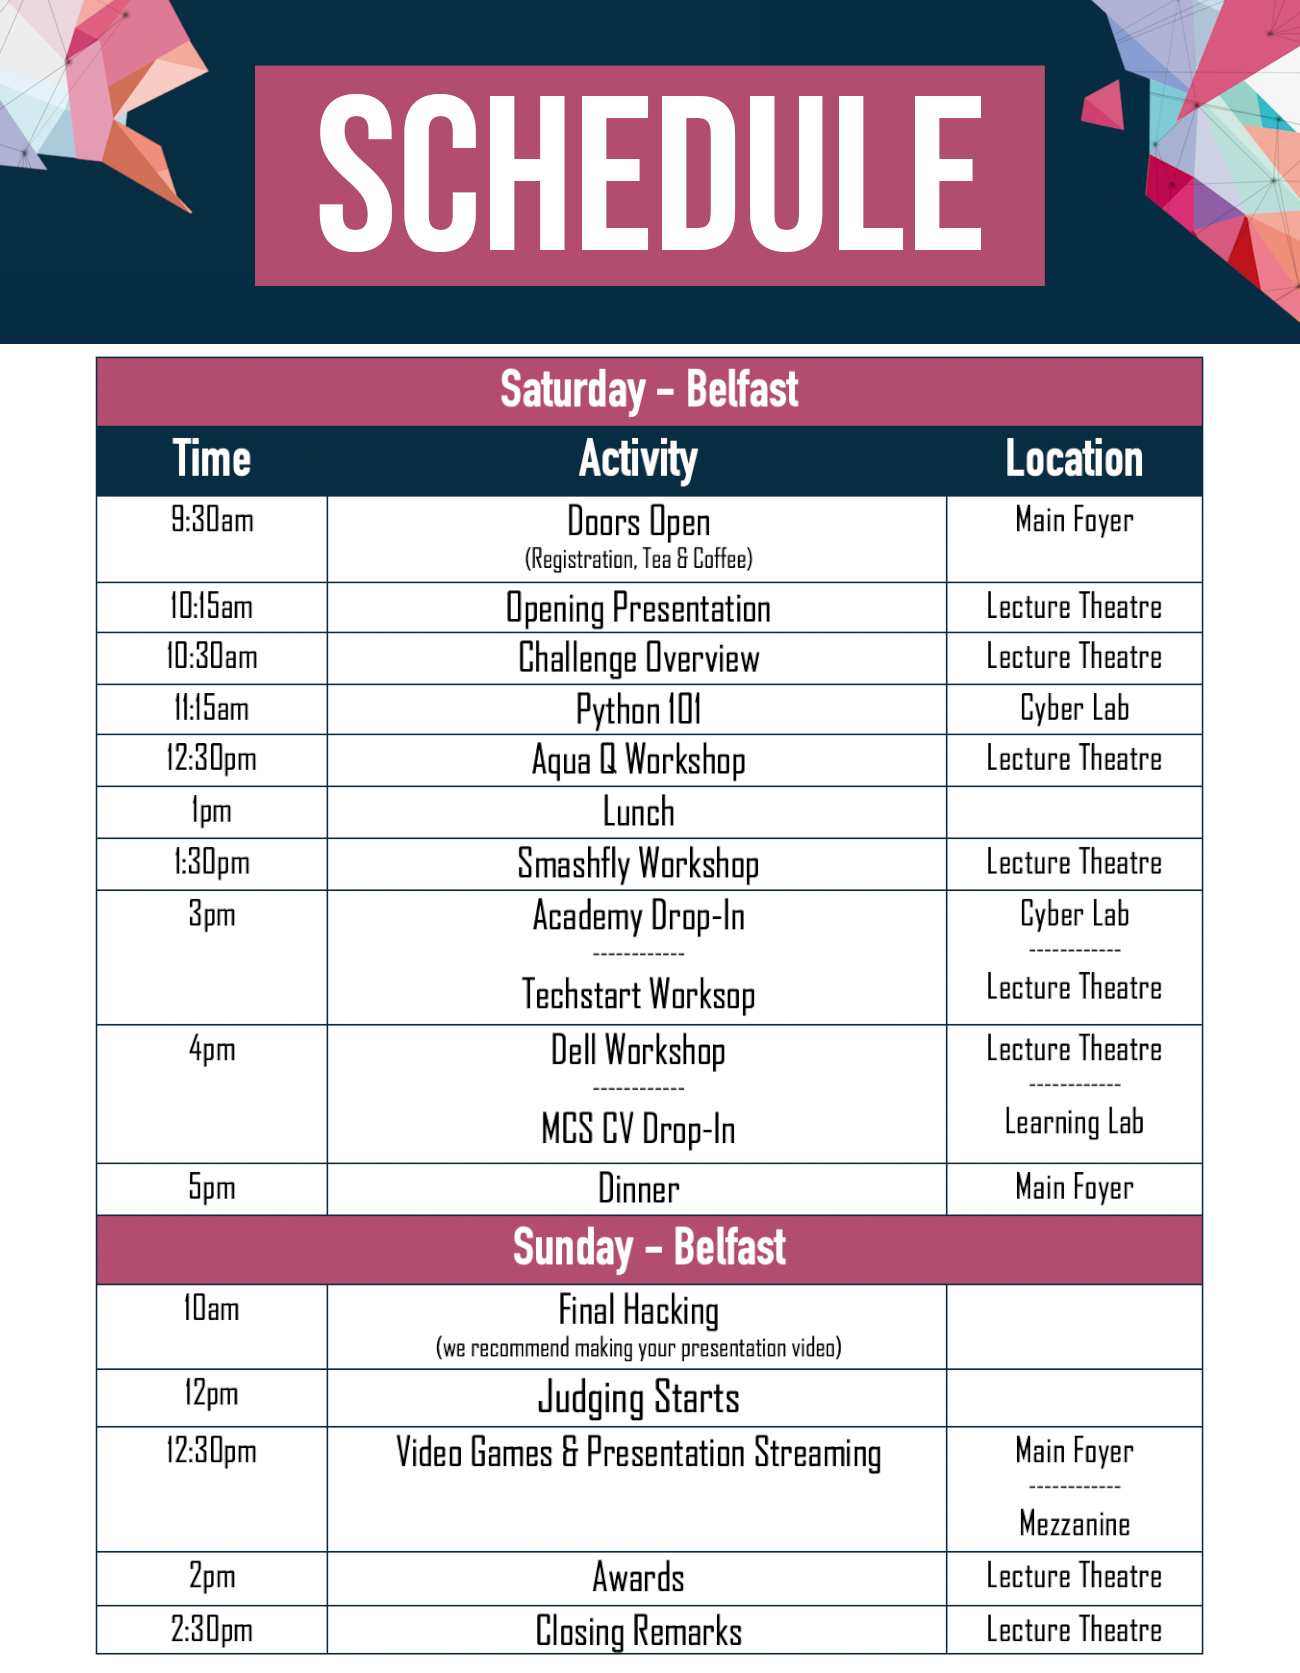 SCHEDULE
Saturday – Belfast
Time Activity Location
9:30am Doors Open Main Foyer
(Registration, Tea & Coffee)
10:15am Opening Presentation Lecture Theatre
10:30am Challenge Overview Lecture Theatre
11:15am Python 101 Cyber Lab
12:30pm Aqua Q Workshop Lecture Theatre
1pm Lunch
1:30pm Smashfly Workshop Lecture Theatre
3pm Academy Drop-In Cyber Lab
------------ ------------
Techstart Worksop Lecture Theatre
4pm Dell Workshop Lecture Theatre
------------ ------------
MCS CV Drop-In Learning Lab
5pm Dinner Main Foyer
Sunday – Belfast
10am Final Hacking
(we recommend making your presentation video)
12pm Judging Starts
12:30pm Video Games & Presentation Streaming Main Foyer
------------
Mezzanine
2pm Awards Lecture Theatre
2:30pm Closing Remarks Lecture Theatre